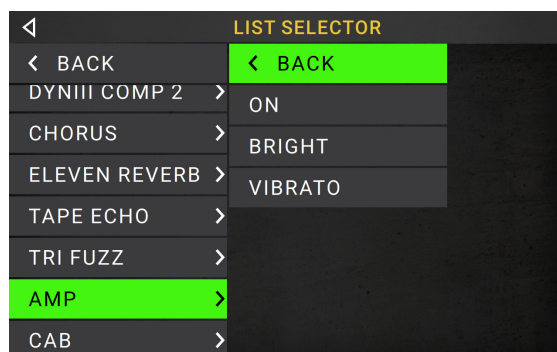 LIST SELECTOR
BACK
DYNIII COMP 2
CHORUS
ELEVEN REVERB
TAPE ECHO
TRI FUZZ
AMP
CAB
BACK
ON
BRIGHT
VIBRATO